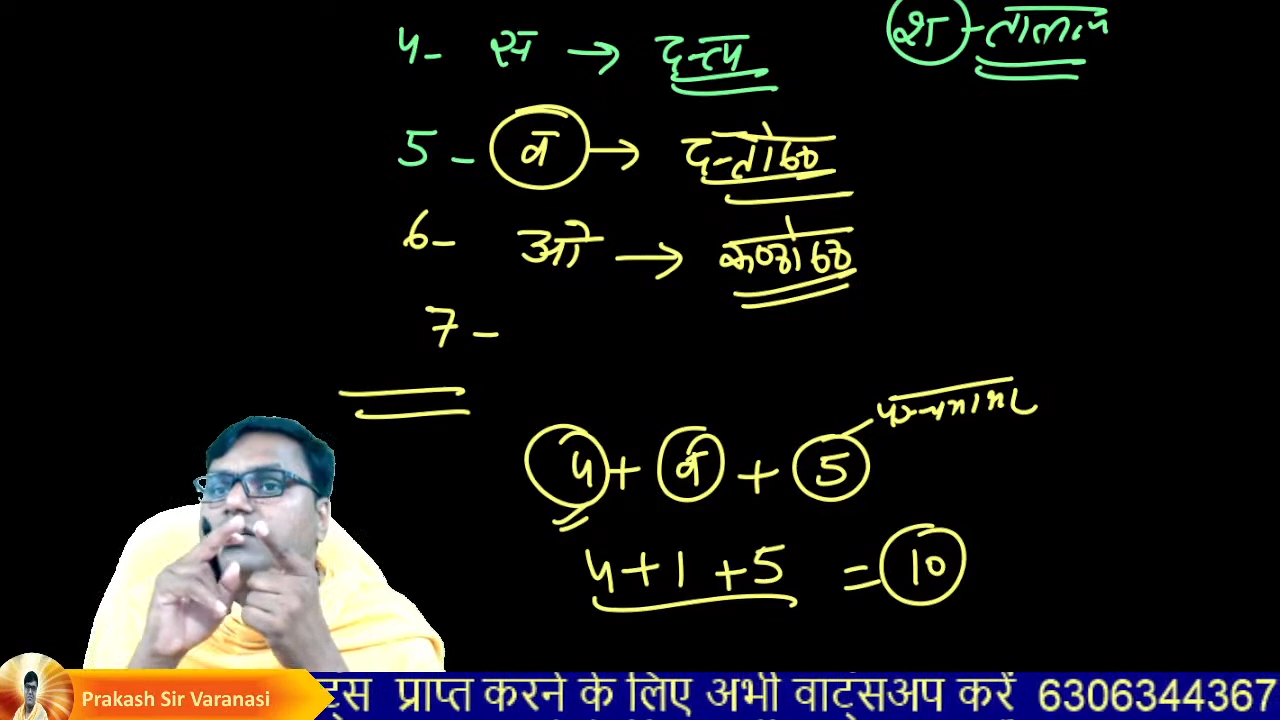 4- स → दन्त्य
श - तालव्य
5- व → दन्तोष्ठ
6- ओ → कण्ठोष्ठ
7-
4 + व + 5
4+1+5 = 10
Prakash Sir Varanasi
प्राप्त करने के लिए अभी वाट्सअप करें 6306344367